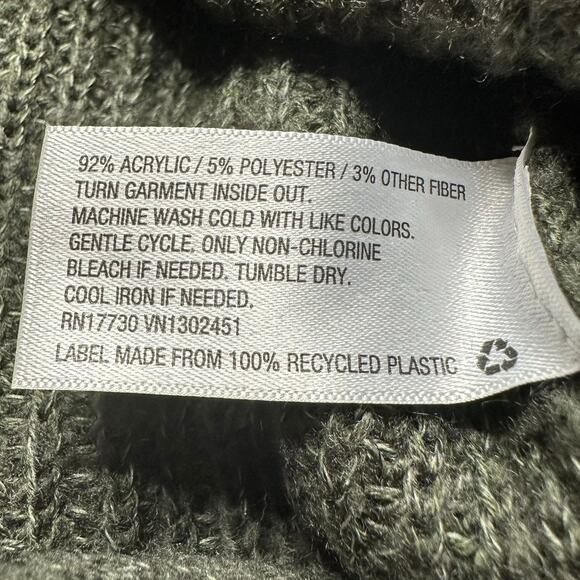 92% ACRYLIC / 5% POLYESTER / 3% OTHER FIBER
TURN GARMENT INSIDE OUT.
MACHINE WASH COLD WITH LIKE COLORS.
GENTLE CYCLE. ONLY NON-CHLORINE
BLEACH IF NEEDED. TUMBLE DRY.
COOL IRON IF NEEDED.
RN17730 VN1302451
LABEL MADE FROM 100% RECYCLED PLASTIC